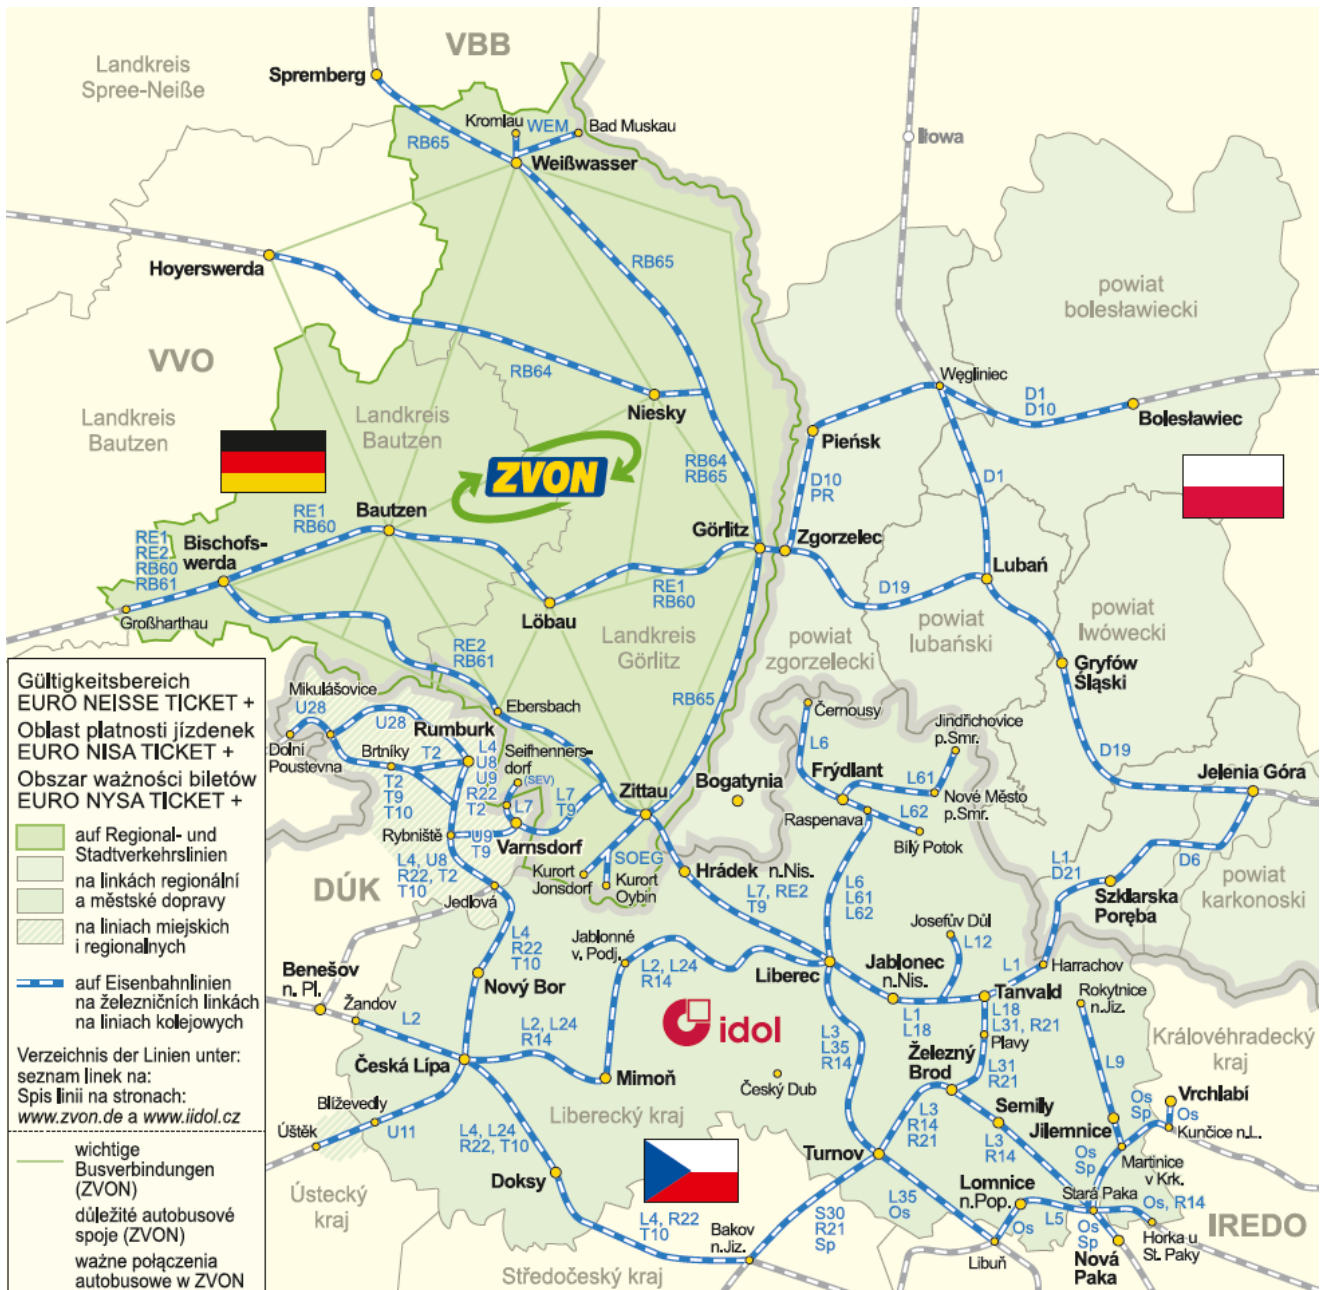 VBB
Landkreis
Spree-Neiße
Spremberg
Kromlau
WEM
Bad Muskau
RB65
Weißwasser
Iłowa
Hoyerswerda
RB65
powiat
bolesławiecki
VVO
RB64
Niesky
Węgliniec
D1
D10
Bolesławiec
Landkreis
Bautzen
Landkreis
Bautzen
Pieńsk
ZVON
RB64
RB65
D10
PR
D1
RE1
RB60
Bautzen
Görlitz
Zgorzelec
RE1
RE2
RB60
RB61
Bischofs-
werda
Lubań
RE1
RB60
D19
Großharthau
Löbau
Landkreis
Görlitz
powiat
zgorzelecki
powiat
lubański
powiat
lwówecki
RE2
RB61
Gryfów
Śląski
RB65
Gültigkeitsbereich
EURO NEISSE TICKET +
Oblast platnosti jízdenek
EURO NISA TICKET +
Obszar ważności biletów
EURO NYSA TICKET +
auf Regional- und
Stadtverkehrslinien
na linkách regionální
a městské dopravy
na liniach miejskich
i regionalnych
auf Eisenbahnlinien
na železničních linkách
na liniach kolejowych
Verzeichnis der Linien unter:
seznam linek na:
Spis linii na stronach:
www.zvon.de a www.iidol.cz
wichtige
Busverbindungen
(ZVON)
důležité autobusové
spoje (ZVON)
ważne połączenia
autobusowe w ZVON
Mikulášovice
U28
U28
Rumburk
Ebersbach
Seifhenners-
dorf
(SEV)
Dolní
Poustevna
Brtníky
T2
L4
U8
U9
R22
T2
T2
T9
T10
L7
L7
T9
Zittau
Bogatynia
Rybniště
U9
T9
Varnsdorf
SOEG
Kurort
Jonsdorf
Kurort
Oybin
Hrádek n.Nis.
DÚK
L4, U8
R22, T2
T10
Jedlová
L7, RE2
T9
Černousy
Jindřichovice
p.Smr.
L6
Frýdlant
L61
Nové Město
p.Smr.
Raspenava
L62
Bílý Potok
D19
Jelenia Góra
L6
L61
L62
L1
D21
D6
Szklarska
Poręba
powiat
karkonoski
Josefův Důl
L12
Jablonné
v. Podj.
L4
R22
T10
L2, L24
R14
Liberec
Jablonec
n.Nis.
L1
Harrachov
Benešov
n. Pl.
Nový Bor
Tanvald
Rokytnice
n.Jiz.
Žandov
L2
L2, L24
R14
idol
L1
L18
L18
L31, R21
Plavy
Královéhradecký
kraj
L3
L35
R14
Železný
Brod
L31
R21
Česká Lípa
Mimoň
Český Dub
L9
Vrchlabí
Blíževedly
Liberecký kraj
L3
R14
R21
Semily
Jilemnice
Os
Sp
Os
Kunčice n.L.
Úštěk
U11
L4, L24
R22, T10
Turnov
L3
R14
Os
Sp
Martinice
v Krk.
Doksy
Ústecký
kraj
Lomnice
n.Pop.
Stará Paka
L35
Os
L5
Os, R14
IREDO
L4, R22
T10
Bakov
n.Jiz.
S30
R21
Sp
Os
Os
Sp
Horka u
St. Paky
Libuň
Nová
Paka
Středočeský kraj